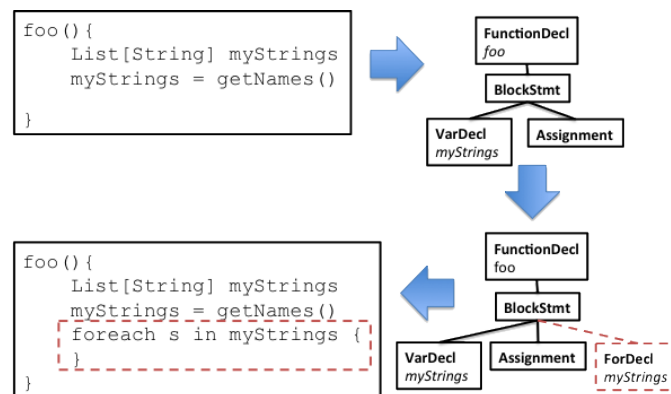 foo(){
List[String] myStrings
myStrings = getNames()
}
FunctionDecl
foo
BlockStmt
VarDecl
myStrings
Assignment
foo(){
List[String] myStrings
myStrings = getNames()
foreach s in myStrings {
}
}
FunctionDecl
foo
BlockStmt
VarDecl
myStrings
Assignment
ForDecl
myStrings